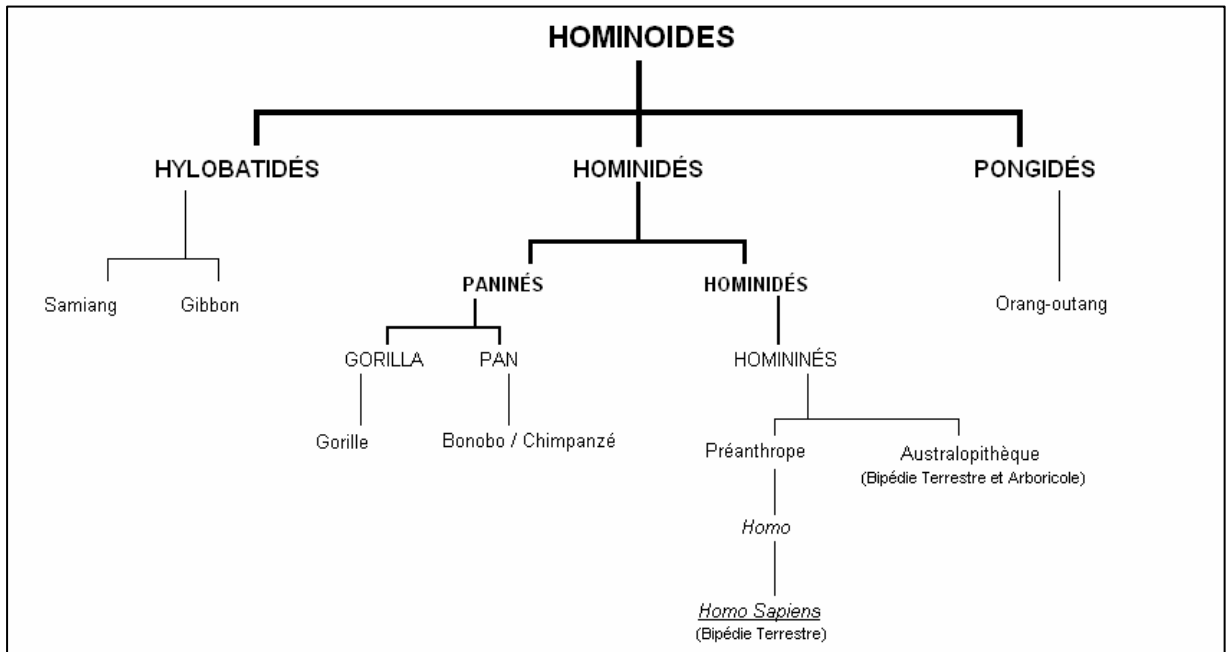 HOMINOIDES
HYLOBATIDÉS HOMINIDÉS PONGIDÉS
PANINÉS HOMINIDÉS
Samiang Gibbon Orang-outang
GORILLA PAN HOMININÉS
Gorille Bonobo / Chimpanzé Préanthrope Australopithèque
(Bipédie Terrestre et Arboricole)
Homo
Homo Sapiens
(Bipédie Terrestre)